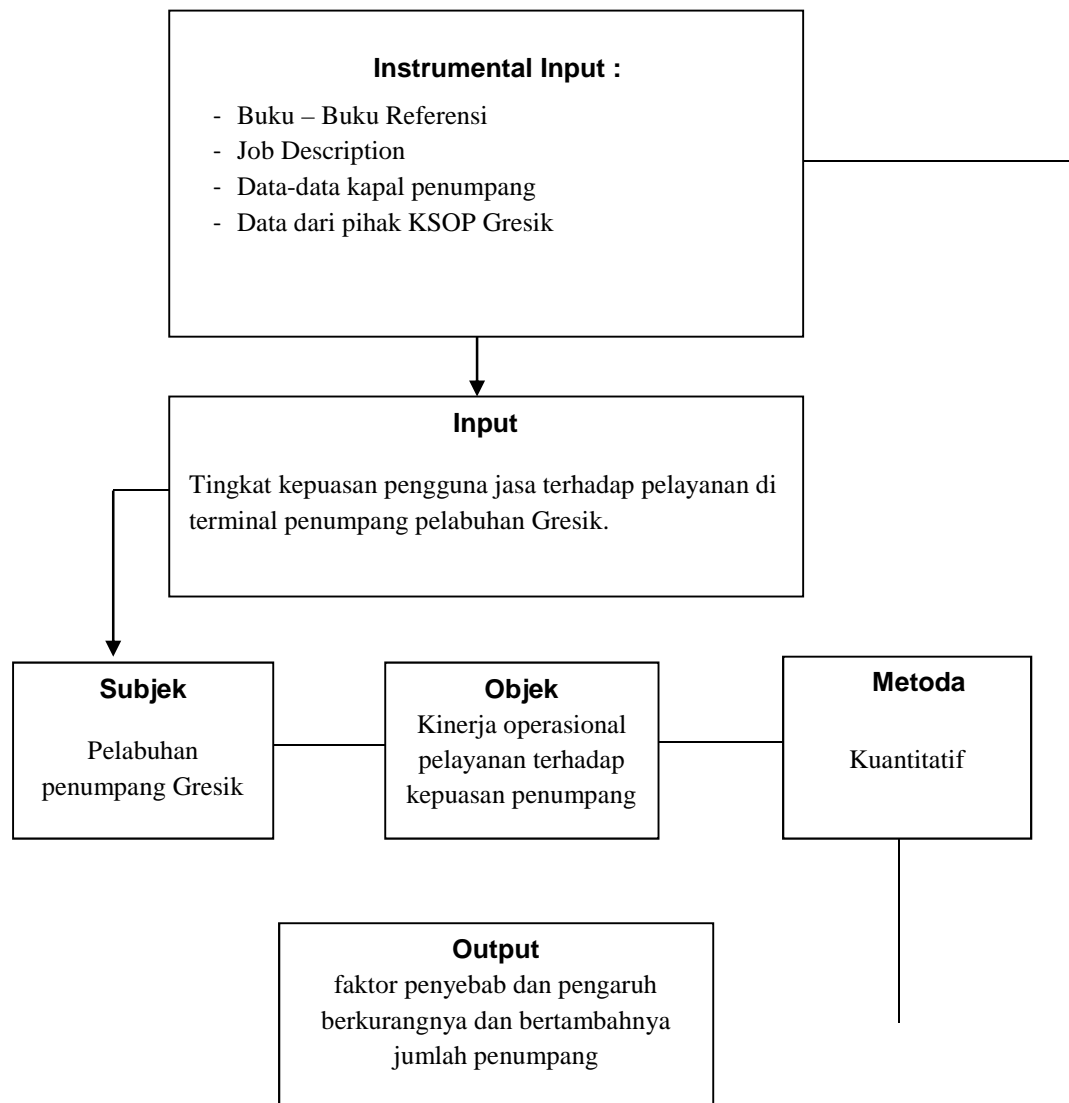 Instrumental Input :
- Buku – Buku Referensi
- Job Description
- Data-data kapal penumpang
- Data dari pihak KSOP Gresik
Input
Tingkat kepuasan pengguna jasa terhadap pelayanan di
terminal penumpang pelabuhan Gresik.
Subjek
Pelabuhan
penumpang Gresik
Objek
Kinerja operasional
pelayanan terhadap
kepuasan penumpang
Metoda
Kuantitatif
Output
faktor penyebab dan pengaruh
berkurangnya dan bertambahnya
jumlah penumpang